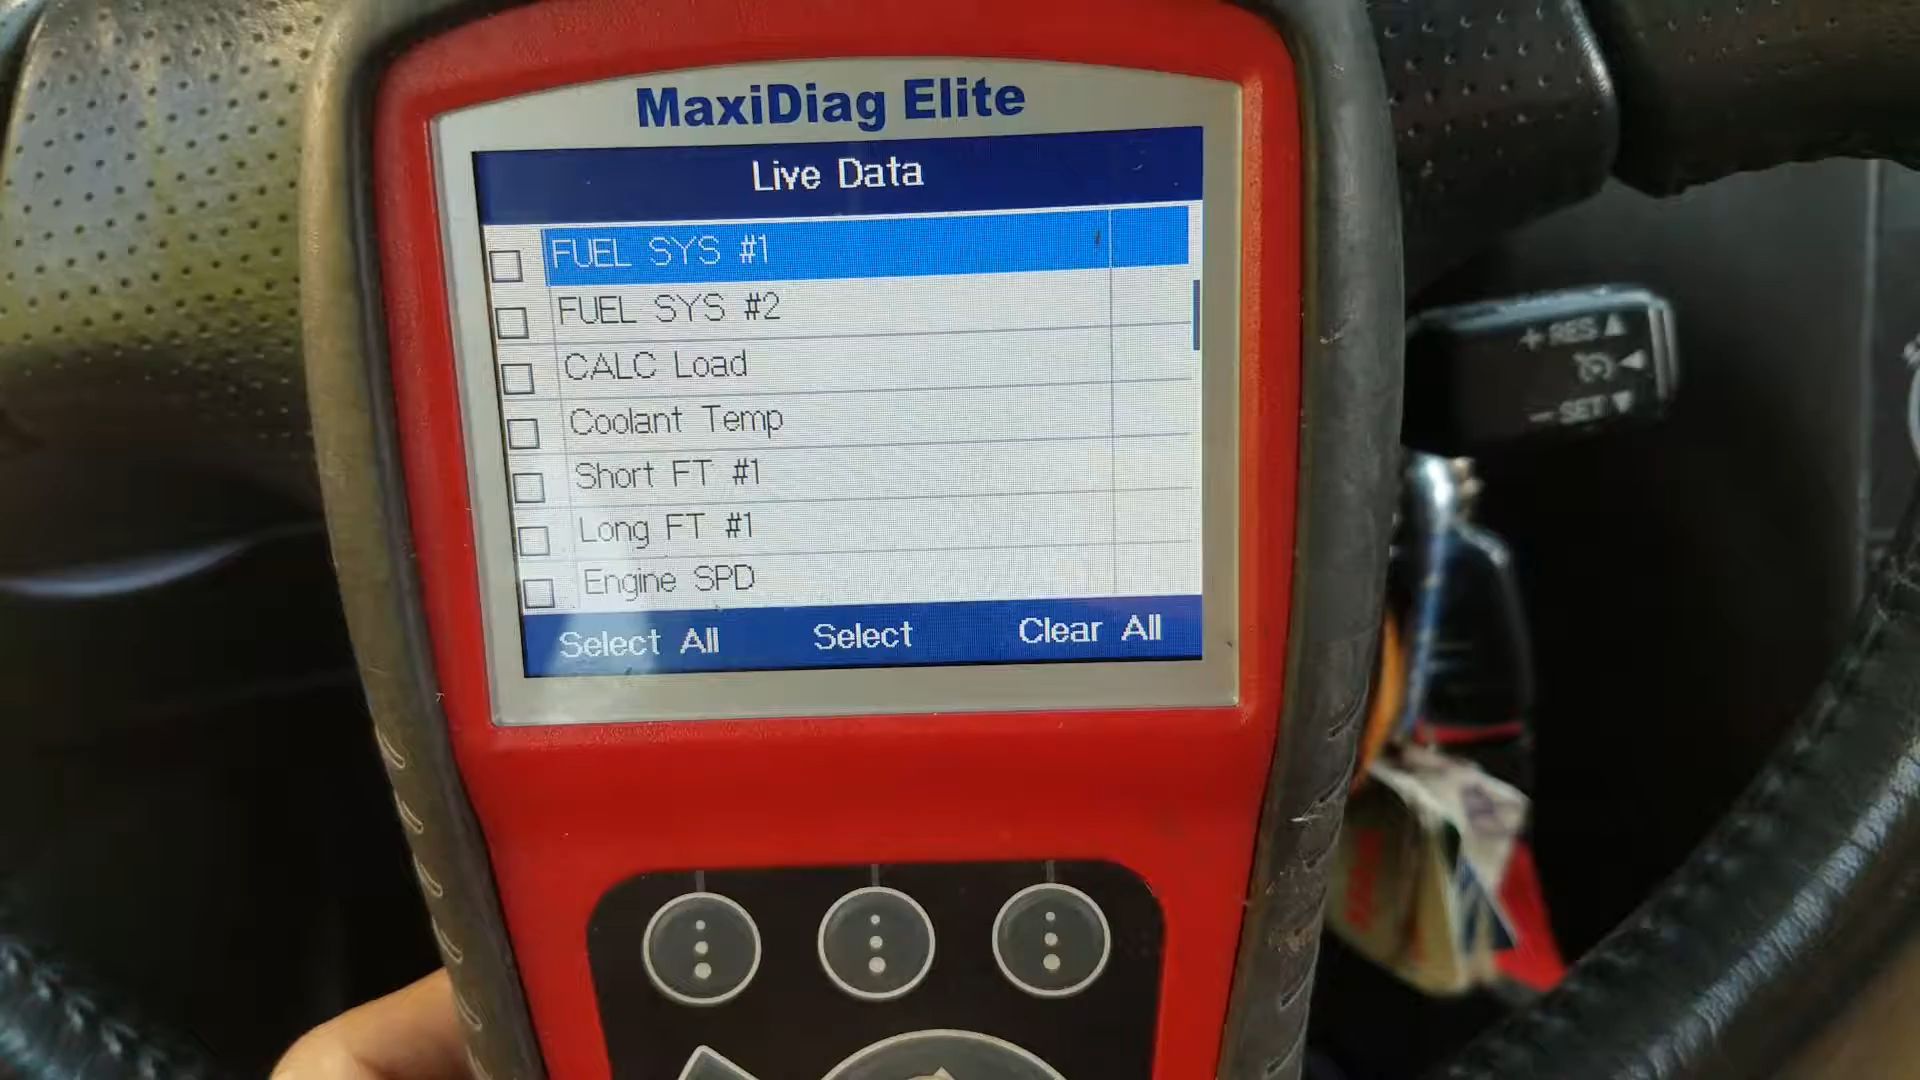 MaxiDiag Elite
Live Data
FUEL SYS #1
FUEL SYS #2
CALC Load
Coolant Temp
Short FT #1
Long FT #1
Engine SPD
Select All Select Clear All
+ RES ▲
− SET ▼